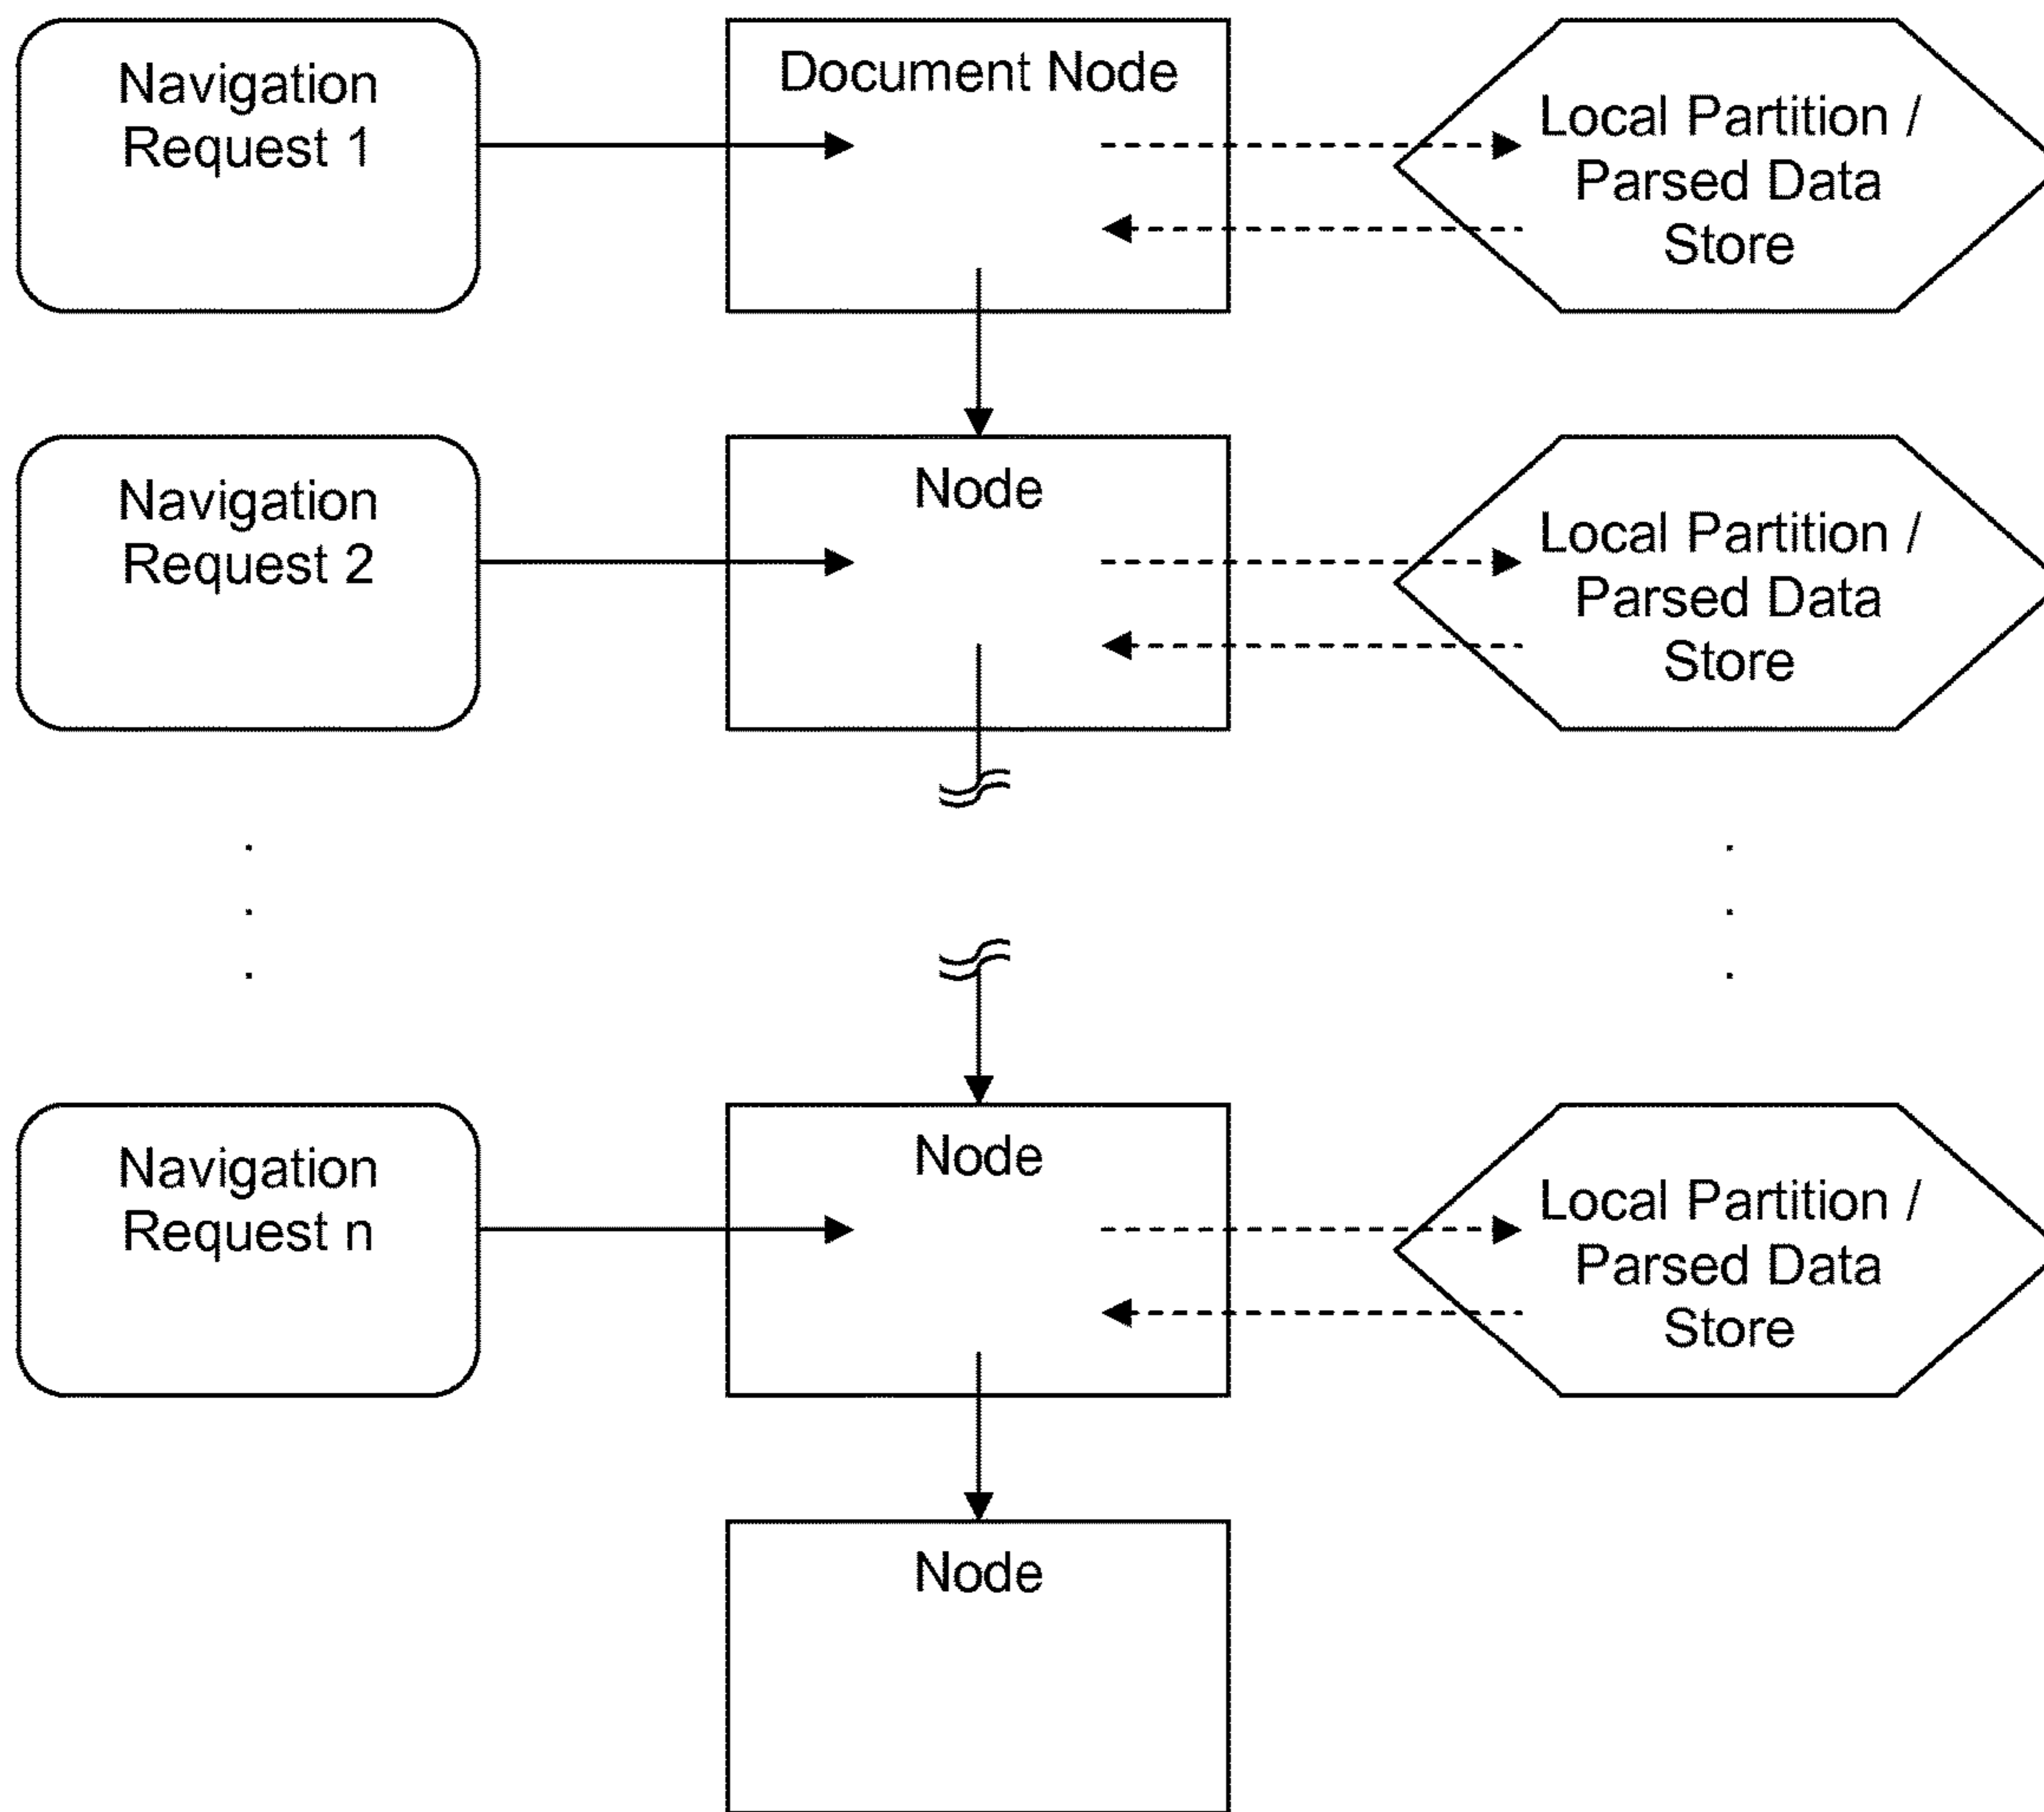 Navigation
Request 1
Document Node
Local Partition /
Parsed Data
Store
Navigation
Request 2
Node
Local Partition /
Parsed Data
Store
Navigation
Request n
Node
Local Partition /
Parsed Data
Store
Node